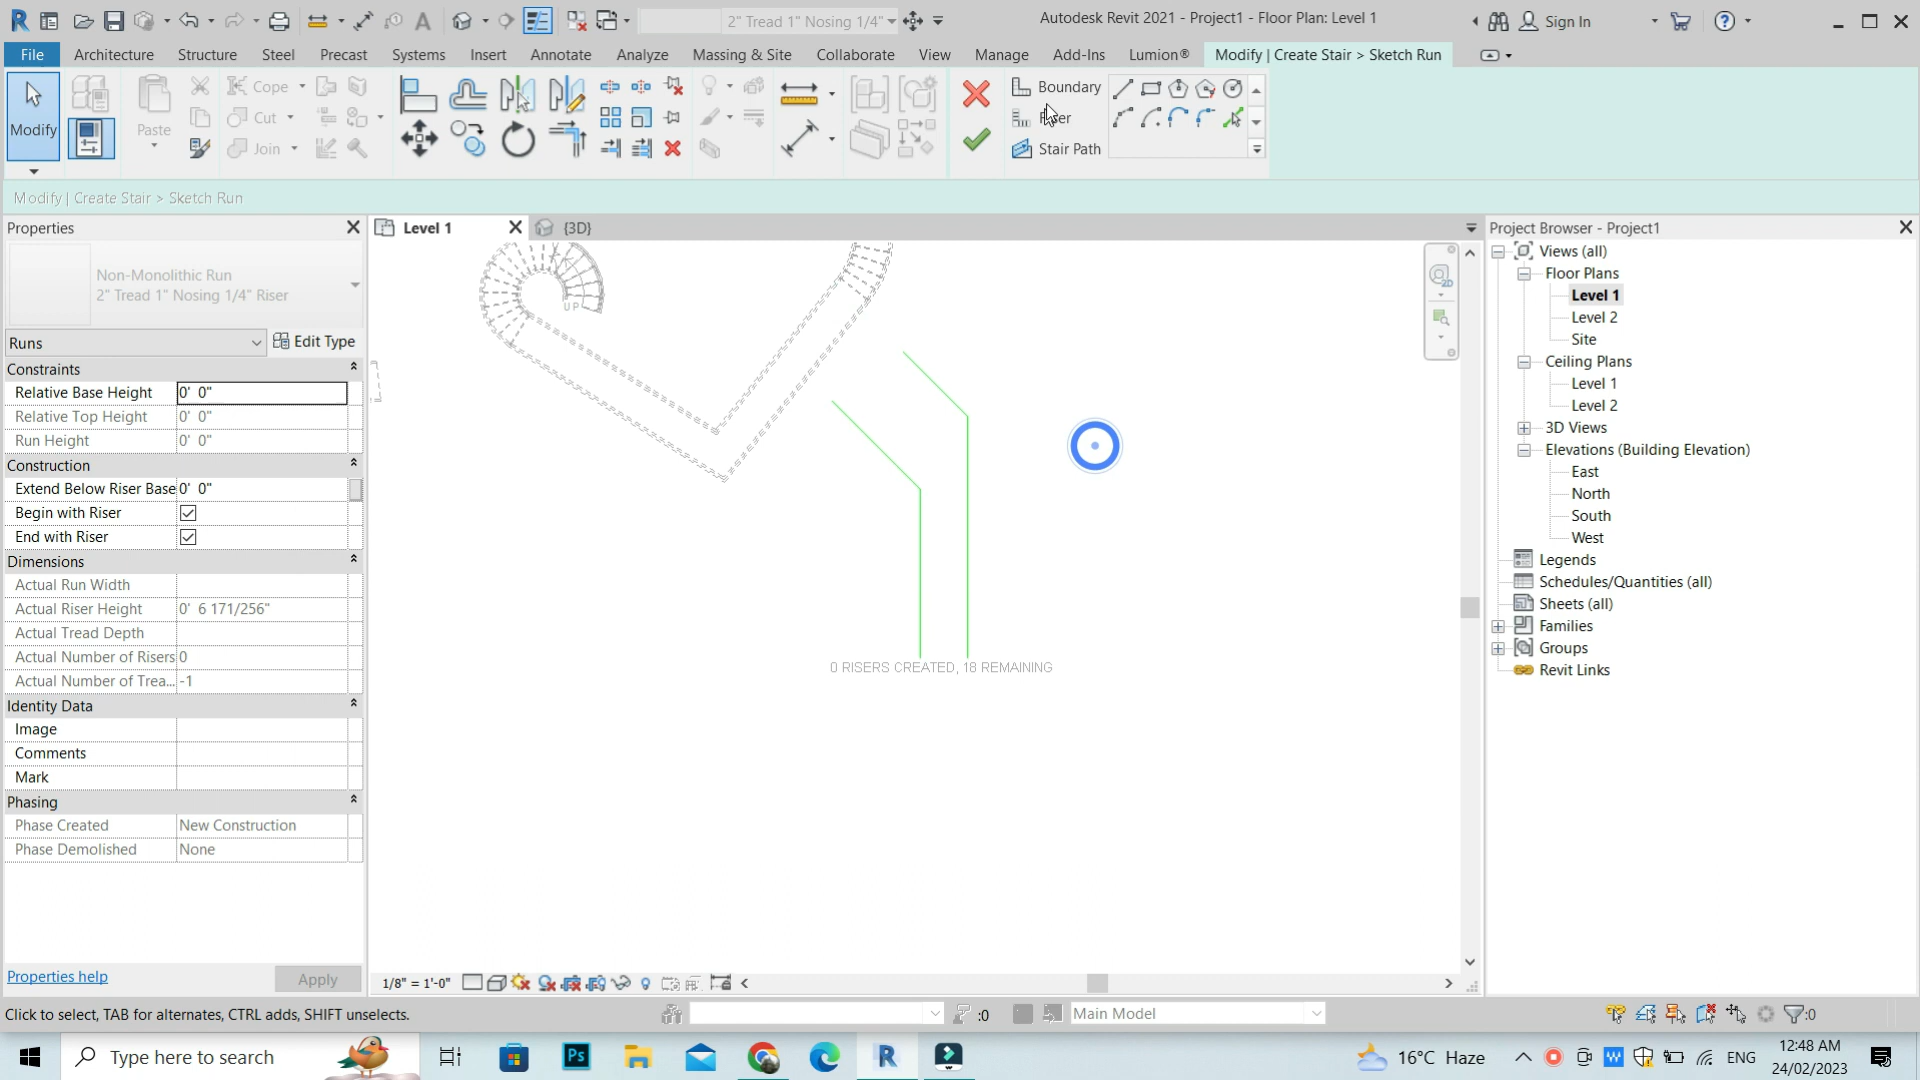 2" Tread 1" Nosing 1/4"
Autodesk Revit 2021 - Project1 - Floor Plan: Level 1
Sign In
File
Architecture
Structure
Steel
Precast
Systems
Insert
Annotate
Analyze
Massing & Site
Collaborate
View
Manage
Add-Ins
Lumion®
Modify | Create Stair > Sketch Run
Modify
Paste
Cope
Cut
Join
Boundary
Stair Path
Modify | Create Stair > Sketch Run
Properties
Non-Monolithic Run
2" Tread 1" Nosing 1/4" Riser
Runs
Edit Type
Constraints
Relative Base Height 0' 0"
Relative Top Height 0' 0"
Run Height 0' 0"
Construction
Extend Below Riser Base 0' 0"
Begin with Riser
End with Riser
Dimensions
Actual Run Width
Actual Riser Height 0' 6 171/256"
Actual Tread Depth
Actual Number of Risers 0
Actual Number of Trea... -1
Identity Data
Image
Comments
Mark
Phasing
Phase Created New Construction
Phase Demolished None
Properties help
Apply
Level 1
{3D}
UP
2D
0 RISERS CREATED, 18 REMAINING
1/8" = 1'-0"
Project Browser - Project1
Views (all)
Floor Plans
Level 1
Level 2
Site
Ceiling Plans
Level 1
Level 2
3D Views
Elevations (Building Elevation)
East
North
South
West
Legends
Schedules/Quantities (all)
Sheets (all)
Families
Groups
Revit Links
Click to select, TAB for alternates, CTRL adds, SHIFT unselects.
:0
Main Model
:0
Type here to search
Ps
16°C Haze
ENG
12:48 AM
24/02/2023